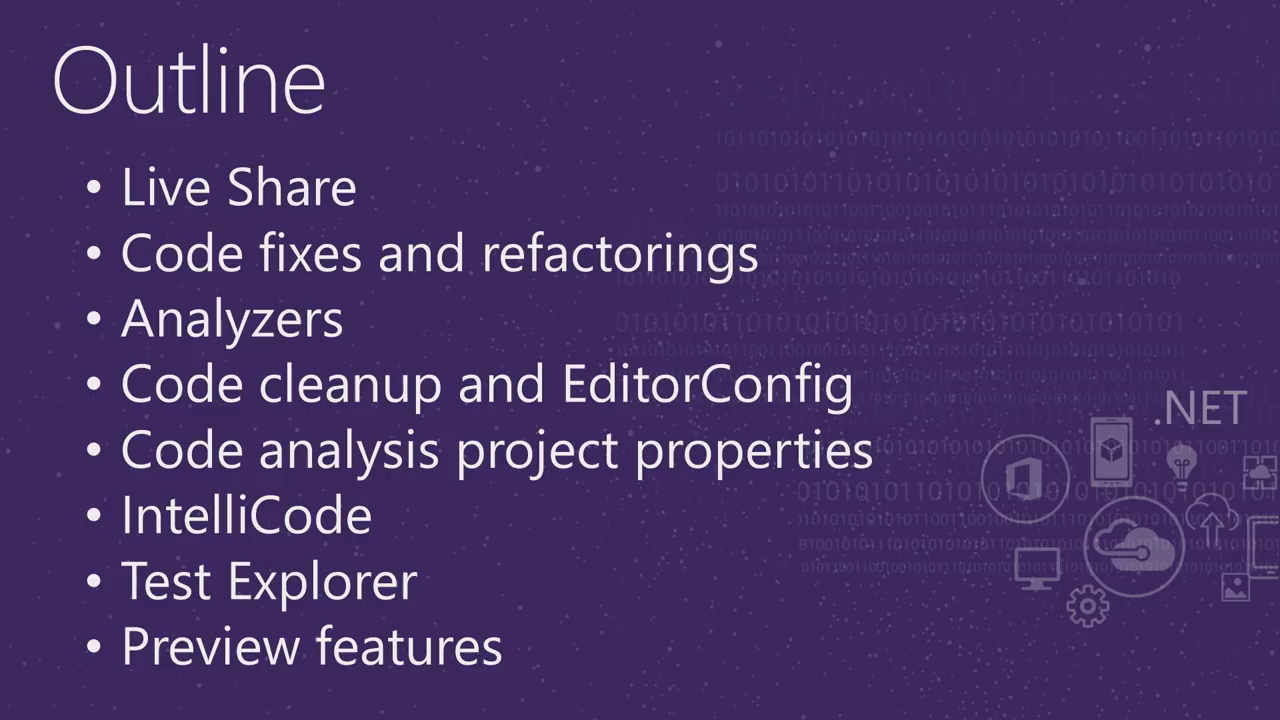 Outline
• Live Share
• Code fixes and refactorings
• Analyzers
• Code cleanup and EditorConfig
• Code analysis project properties
• IntelliCode
• Test Explorer
• Preview features
.NET